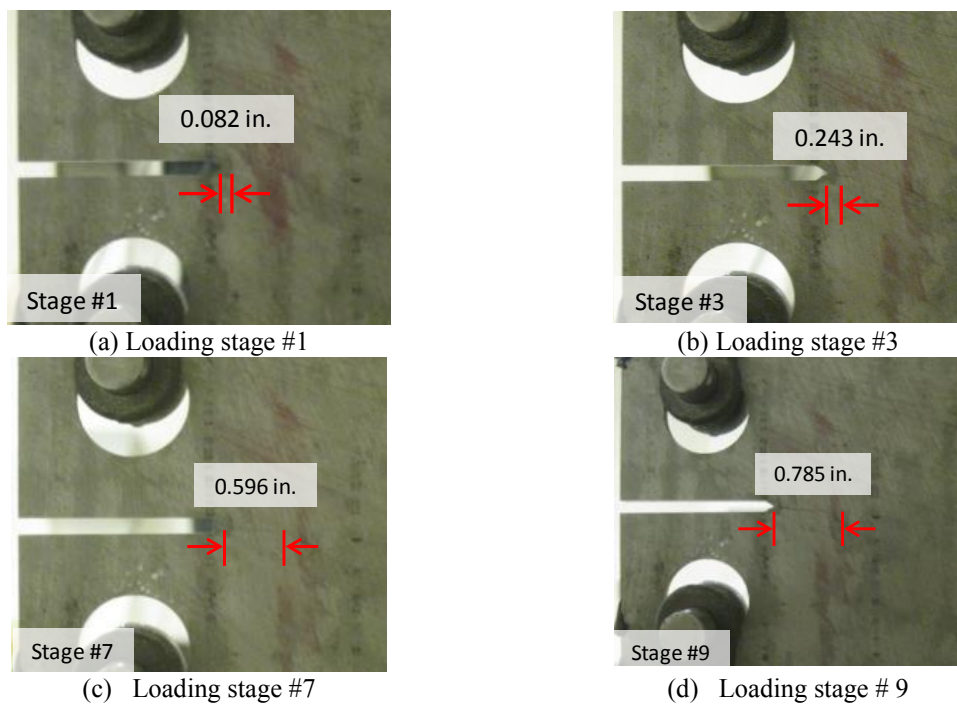 0.082 in.
Stage #1
(a) Loading stage #1
0.243 in.
Stage #3
(b) Loading stage #3
0.596 in.
Stage #7
(c) Loading stage #7
0.785 in.
Stage #9
(d) Loading stage # 9